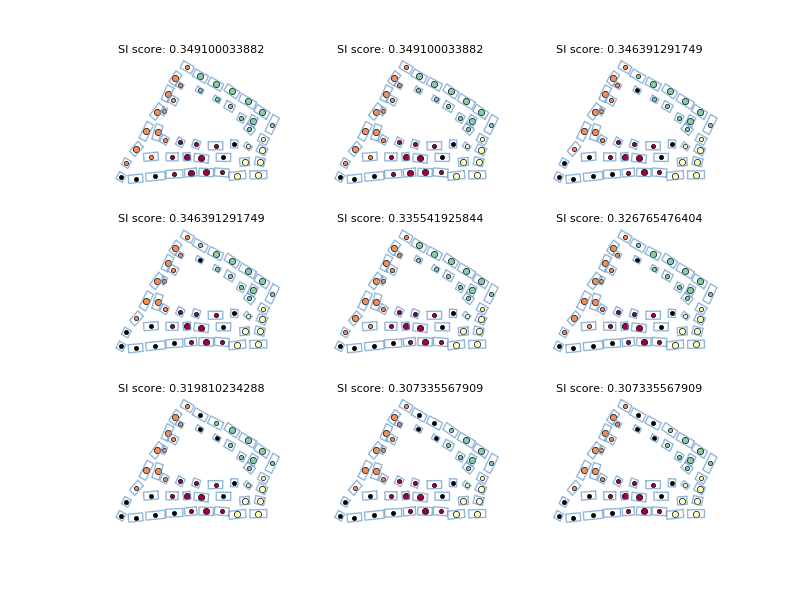 SI score: 0.349100033882
SI score: 0.349100033882
SI score: 0.346391291749
SI score: 0.346391291749
SI score: 0.335541925844
SI score: 0.326765476404
SI score: 0.319810234288
SI score: 0.307335567909
SI score: 0.307335567909